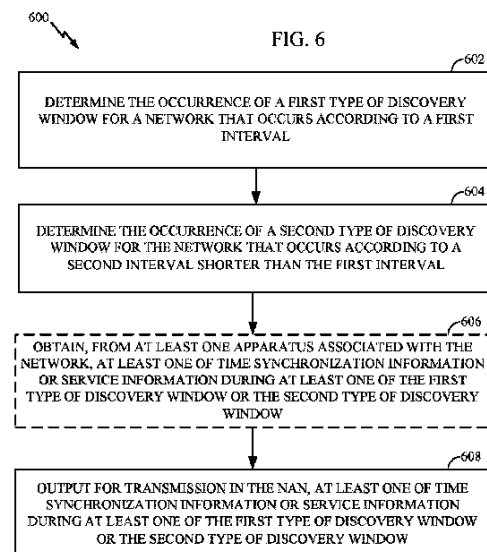 600
FIG. 6
602
DETERMINE THE OCCURRENCE OF A FIRST TYPE OF DISCOVERY
WINDOW FOR A NETWORK THAT OCCURS ACCORDING TO A FIRST
INTERVAL
604
DETERMINE THE OCCURRENCE OF A SECOND TYPE OF DISCOVERY
WINDOW FOR THE NETWORK THAT OCCURS ACCORDING TO A
SECOND INTERVAL SHORTER THAN THE FIRST INTERVAL
606
OBTAIN, FROM AT LEAST ONE APPARATUS ASSOCIATED WITH THE
NETWORK, AT LEAST ONE OF TIME SYNCHRONIZATION INFORMATION
OR SERVICE INFORMATION DURING AT LEAST ONE OF THE FIRST
TYPE OF DISCOVERY WINDOW OR THE SECOND TYPE OF DISCOVERY
WINDOW
608
OUTPUT FOR TRANSMISSION IN THE NAN, AT LEAST ONE OF TIME
SYNCHRONIZATION INFORMATION OR SERVICE INFORMATION
DURING AT LEAST ONE OF THE FIRST TYPE OF DISCOVERY WINDOW
OR THE SECOND TYPE OF DISCOVERY WINDOW